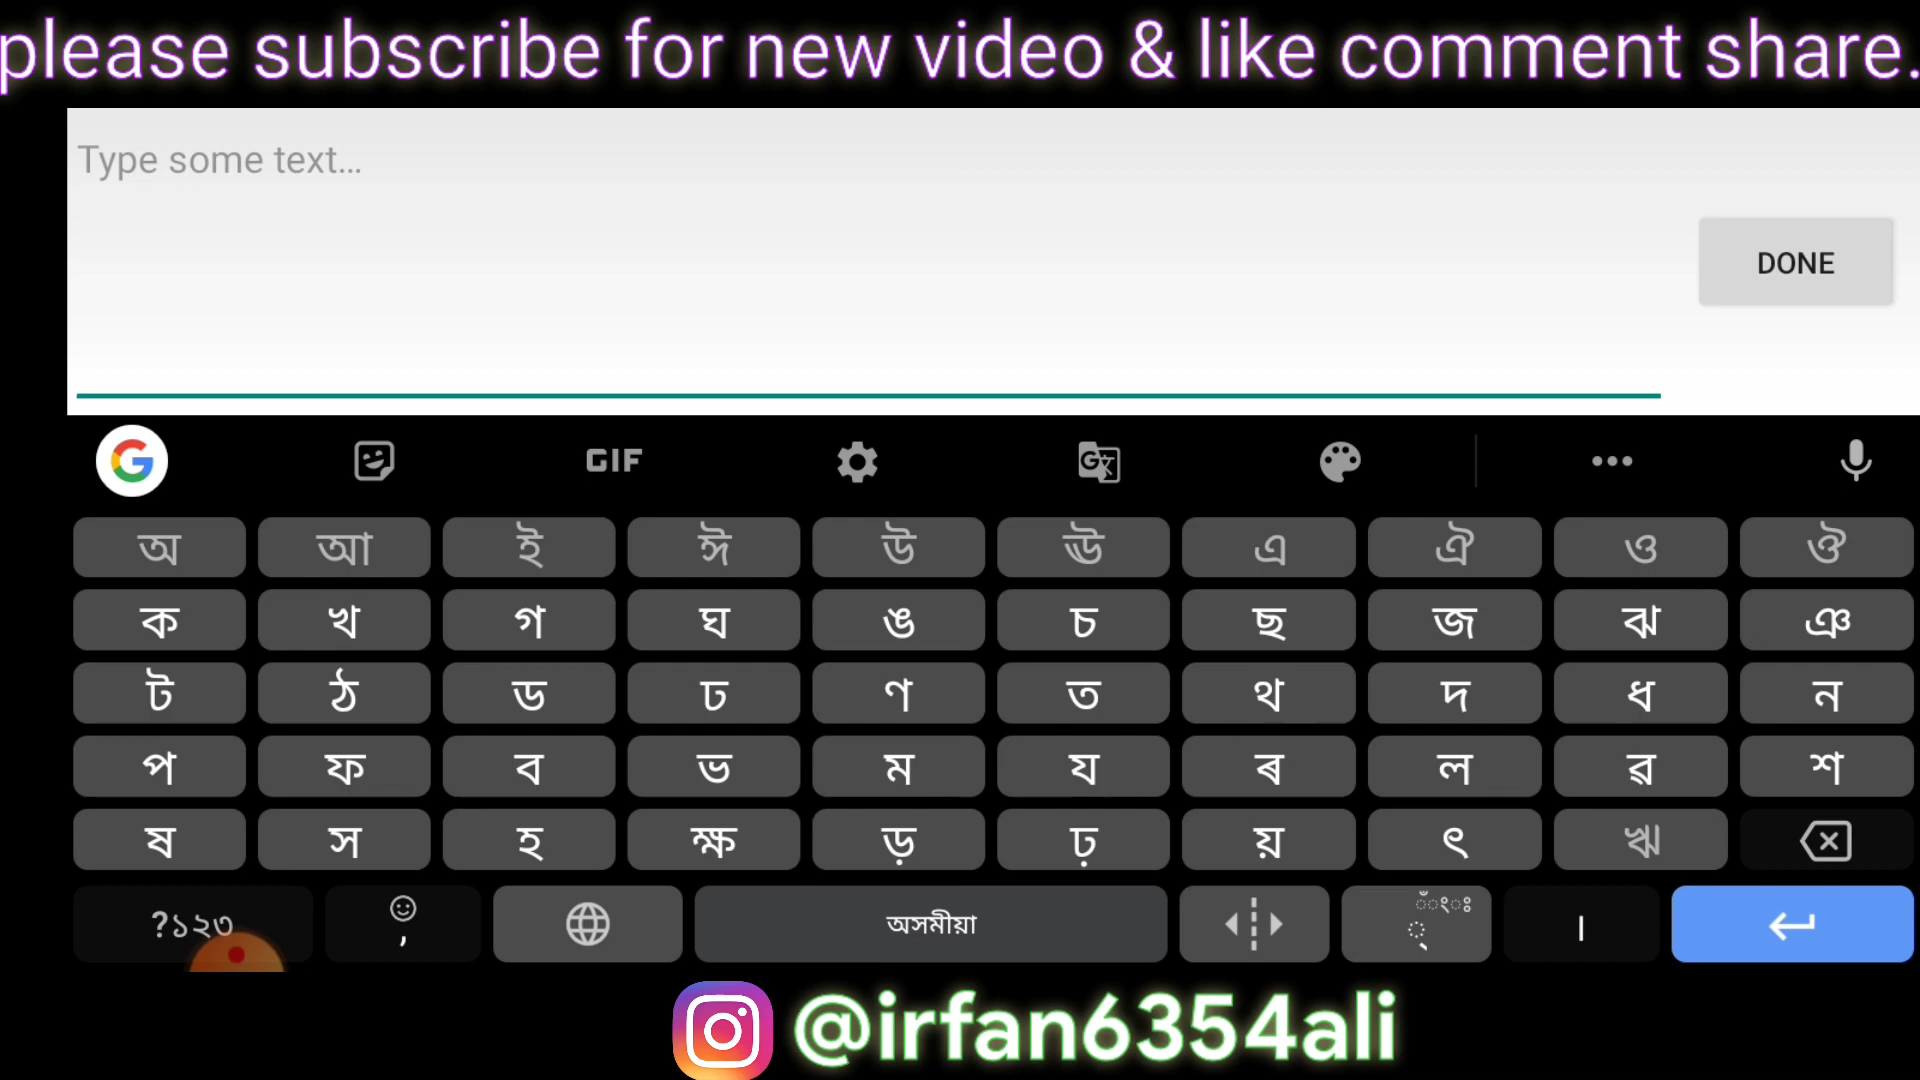 please subscribe for new video & like comment share.
Type some text...
DONE
GIF
অ আ ই ঈ উ ঊ এ ঐ ও ঔ
ক খ গ ঘ ঙ চ ছ জ ঝ ঞ
ট ঠ ড ঢ ণ ত থ দ ধ ন
প ফ ব ভ ম য ৰ ল ৱ শ
ষ স হ ক্ষ ড় ঢ় য় ৎ ঋ
?১২৩ , অসমীয়া ঁ ং ঃ ্ ।
@irfan6354ali